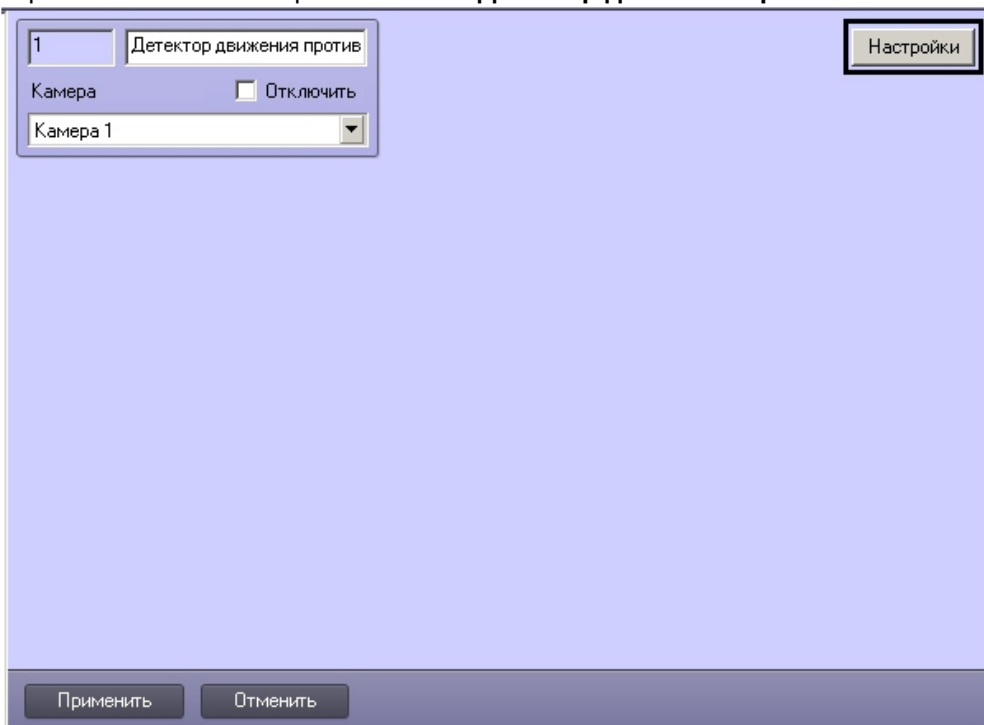 1 Детектор движения против
Настройки
Камера Отключить
Камера 1
Применить Отменить